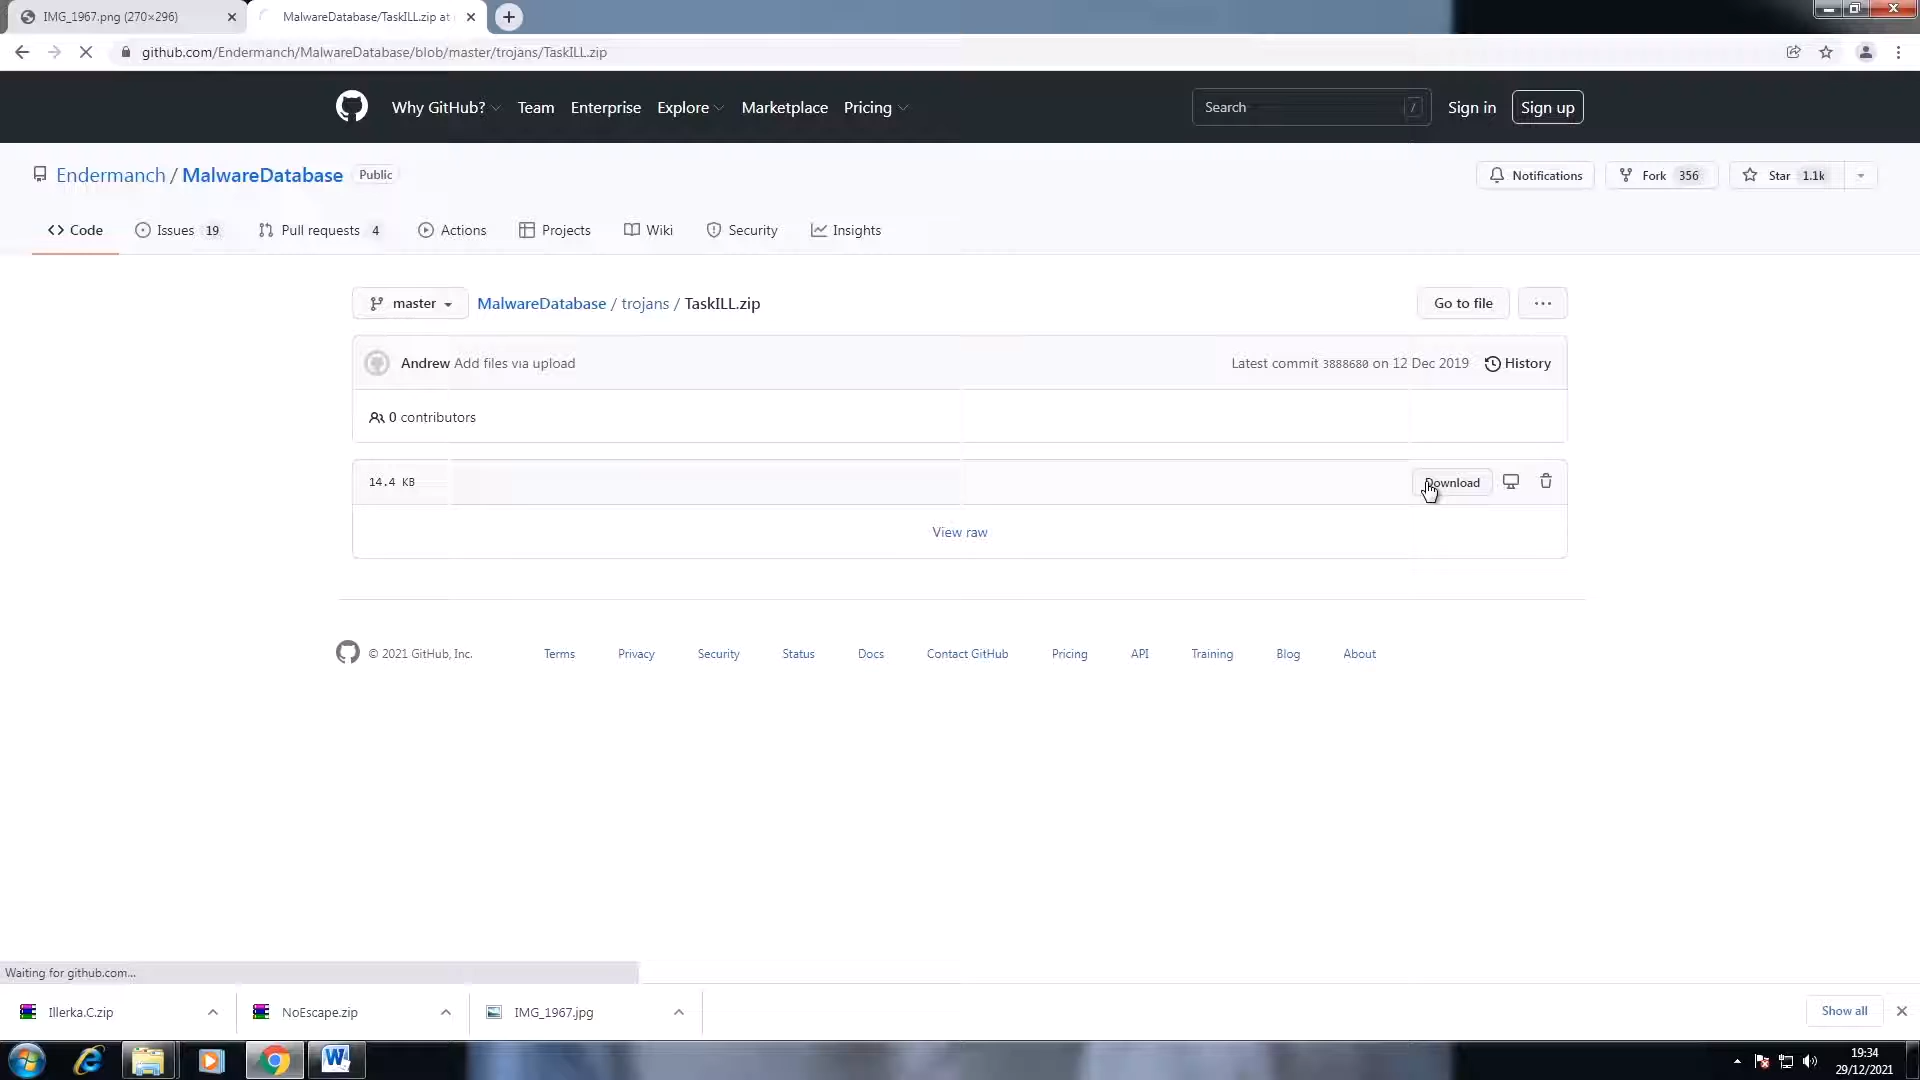 IMG_1967.png (270×296)
MalwareDatabase/TaskILL.zip at
github.com/Endermanch/MalwareDatabase/blob/master/trojans/TaskILL.zip
Why GitHub? Team Enterprise Explore Marketplace Pricing
Search /
Sign in
Sign up
Endermanch / MalwareDatabase Public
Notifications
Fork 356
Star 1.1k
Code
Issues 19
Pull requests 4
Actions
Projects
Wiki
Security
Insights
master
MalwareDatabase / trojans / TaskILL.zip
Go to file
Andrew Add files via upload
Latest commit 3888680 on 12 Dec 2019
History
0 contributors
14.4 KB
Download
View raw
© 2021 GitHub, Inc.
Terms
Privacy
Security
Status
Docs
Contact GitHub
Pricing
API
Training
Blog
About
Waiting for github.com...
Illerka.C.zip
NoEscape.zip
IMG_1967.jpg
Show all
19:34
29/12/2021